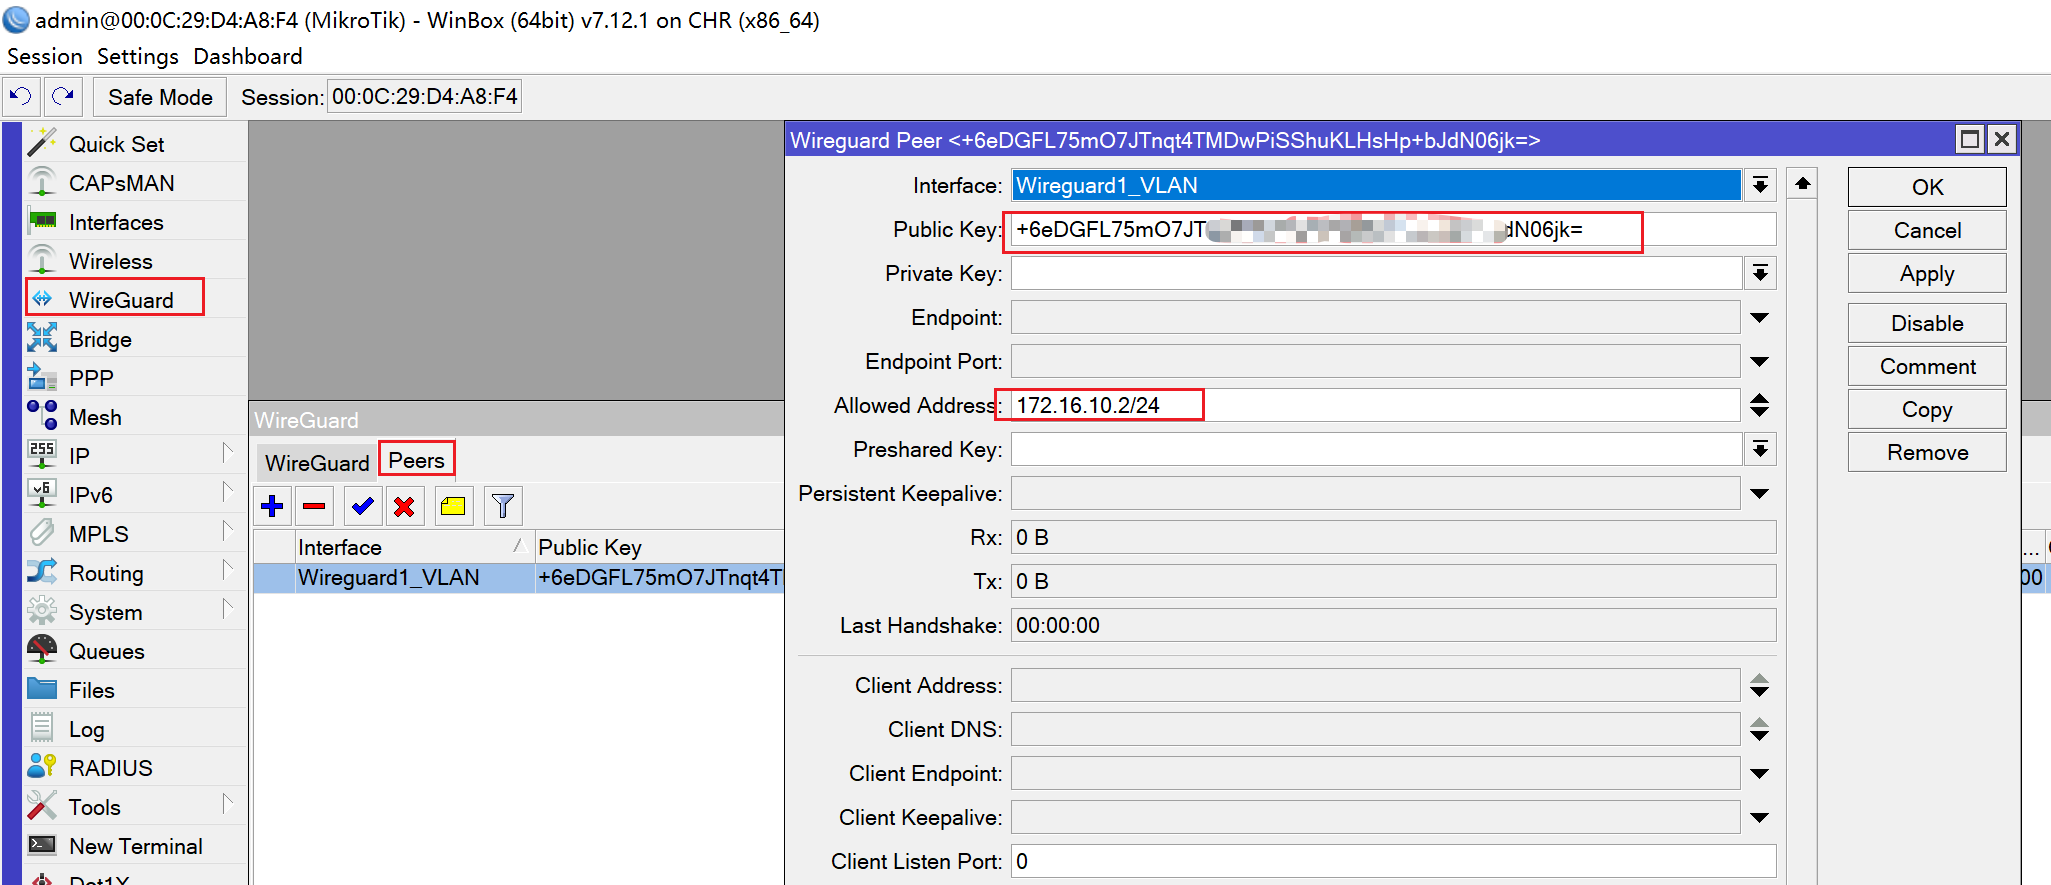 admin@00:0C:29:D4:A8:F4 (MikroTik) - WinBox (64bit) v7.12.1 on CHR (x86_64)
Session Settings Dashboard
Safe Mode Session: 00:0C:29:D4:A8:F4
Quick Set
CAPsMAN
Interfaces
Wireless
WireGuard
Bridge
PPP
Mesh
IP
IPv6
MPLS
Routing
System
Queues
Files
Log
RADIUS
Tools
New Terminal
Dot1X
WireGuard
WireGuard Peers
Interface Public Key
Wireguard1_VLAN +6eDGFL75mO7JTnqt4T
...
00
Wireguard Peer <+6eDGFL75mO7JTnqt4TMDwPiSShuKLHsHp+bJdN06jk=>
Interface: Wireguard1_VLAN
Public Key: +6eDGFL75mO7JT dN06jk=
Private Key:
Endpoint:
Endpoint Port:
Allowed Address: 172.16.10.2/24
Preshared Key:
Persistent Keepalive:
Rx: 0 B
Tx: 0 B
Last Handshake: 00:00:00
Client Address:
Client DNS:
Client Endpoint:
Client Keepalive:
Client Listen Port: 0
OK
Cancel
Apply
Disable
Comment
Copy
Remove